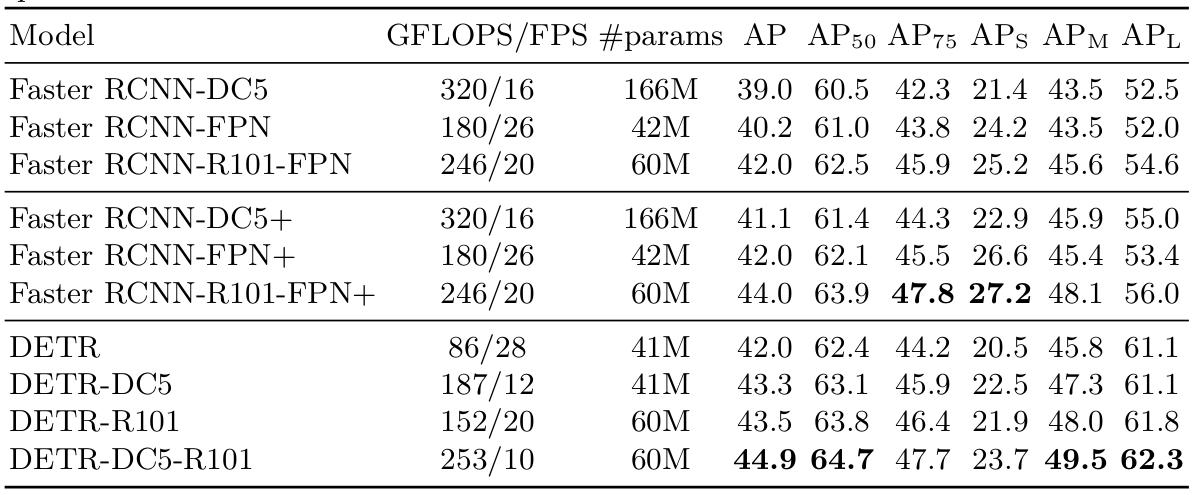 Model GFLOPS/FPS #params AP AP50 AP75 APS APM APL
Faster RCNN-DC5 320/16 166M 39.0 60.5 42.3 21.4 43.5 52.5
Faster RCNN-FPN 180/26 42M 40.2 61.0 43.8 24.2 43.5 52.0
Faster RCNN-R101-FPN 246/20 60M 42.0 62.5 45.9 25.2 45.6 54.6
Faster RCNN-DC5+ 320/16 166M 41.1 61.4 44.3 22.9 45.9 55.0
Faster RCNN-FPN+ 180/26 42M 42.0 62.1 45.5 26.6 45.4 53.4
Faster RCNN-R101-FPN+ 246/20 60M 44.0 63.9 47.8 27.2 48.1 56.0
DETR 86/28 41M 42.0 62.4 44.2 20.5 45.8 61.1
DETR-DC5 187/12 41M 43.3 63.1 45.9 22.5 47.3 61.1
DETR-R101 152/20 60M 43.5 63.8 46.4 21.9 48.0 61.8
DETR-DC5-R101 253/10 60M 44.9 64.7 47.7 23.7 49.5 62.3